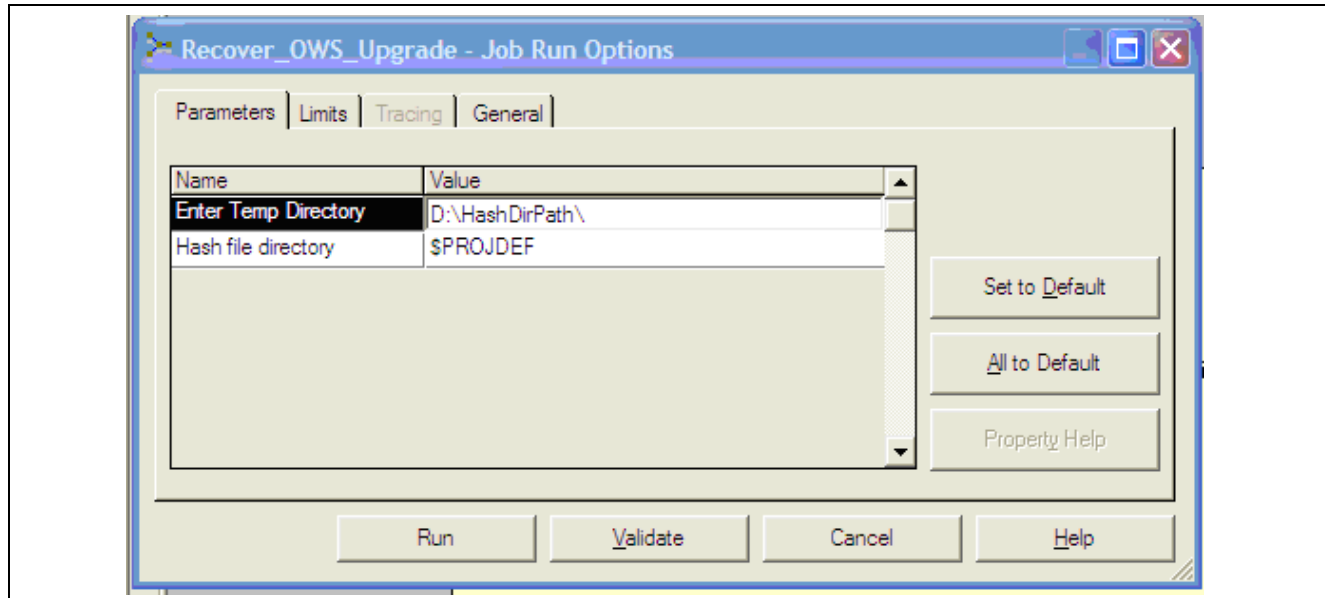 Recover_OWS_Upgrade - Job Run Options
Parameters Limits Tracing General
Name Value
Enter Temp Directory D:\HashDirPath\
Hash file directory $PROJDEF
Set to Default
All to Default
Property Help
Run Validate Cancel Help